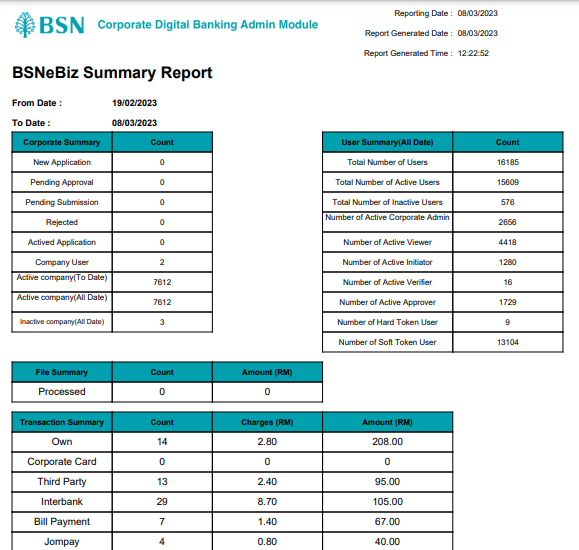 BSN Corporate Digital Banking Admin Module
Reporting Date : 08/03/2023
Report Generated Date : 08/03/2023
Report Generated Time : 12:22:52
BSNeBiz Summary Report
From Date : 19/02/2023
To Date : 08/03/2023
Corporate Summary Count
New Application 0
Pending Approval 0
Pending Submission 0
Rejected 0
Actived Application 0
Company User 2
Active company(To Date) 7612
Active company(All Date) 7612
Inactive company(All Date) 3
User Summary(All Date) Count
Total Number of Users 16185
Total Number of Active Users 15609
Total Number of Inactive Users 576
Number of Active Corporate Admin 2656
Number of Active Viewer 4418
Number of Active Initiator 1280
Number of Active Verifier 16
Number of Active Approver 1729
Number of Hard Token User 9
Number of Soft Token User 13104
File Summary Count Amount (RM)
Processed 0 0
Transaction Summary Count Charges (RM) Amount (RM)
Own 14 2.80 208.00
Corporate Card 0 0 0
Third Party 13 2.40 95.00
Interbank 29 8.70 105.00
Bill Payment 7 1.40 67.00
Jompay 4 0.80 40.00